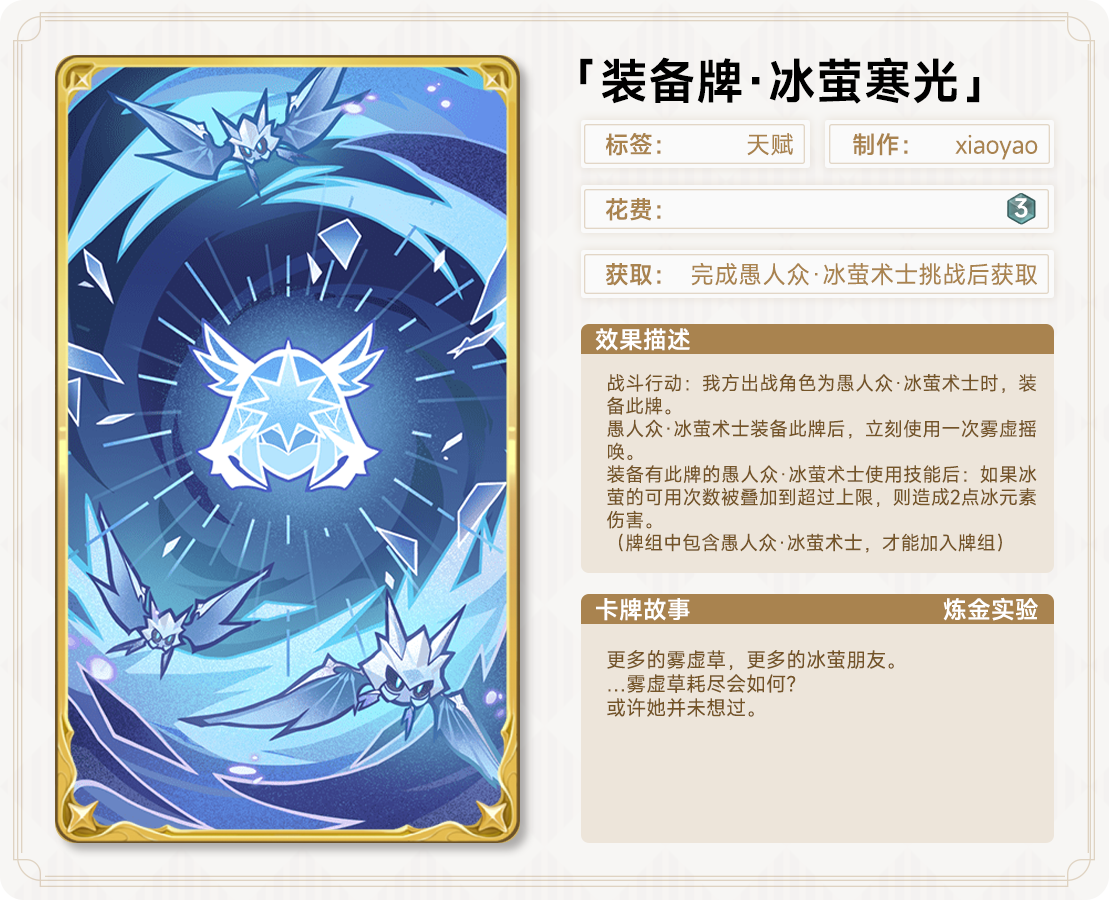 「装备牌·冰萤寒光」
标签： 天赋
制作： xiaoyao
花费： 3
获取： 完成愚人众·冰萤术士挑战后获取
效果描述
战斗行动：我方出战角色为愚人众·冰萤术士时，装
备此牌。
愚人众·冰萤术士装备此牌后，立刻使用一次雾虚摇
唤。
装备有此牌的愚人众·冰萤术士使用技能后：如果冰
萤的可用次数被叠加到超过上限，则造成2点冰元素
伤害。
（牌组中包含愚人众·冰萤术士，才能加入牌组）
卡牌故事 炼金实验
更多的雾虚草，更多的冰萤朋友。
...雾虚草耗尽会如何？
或许她并未想过。